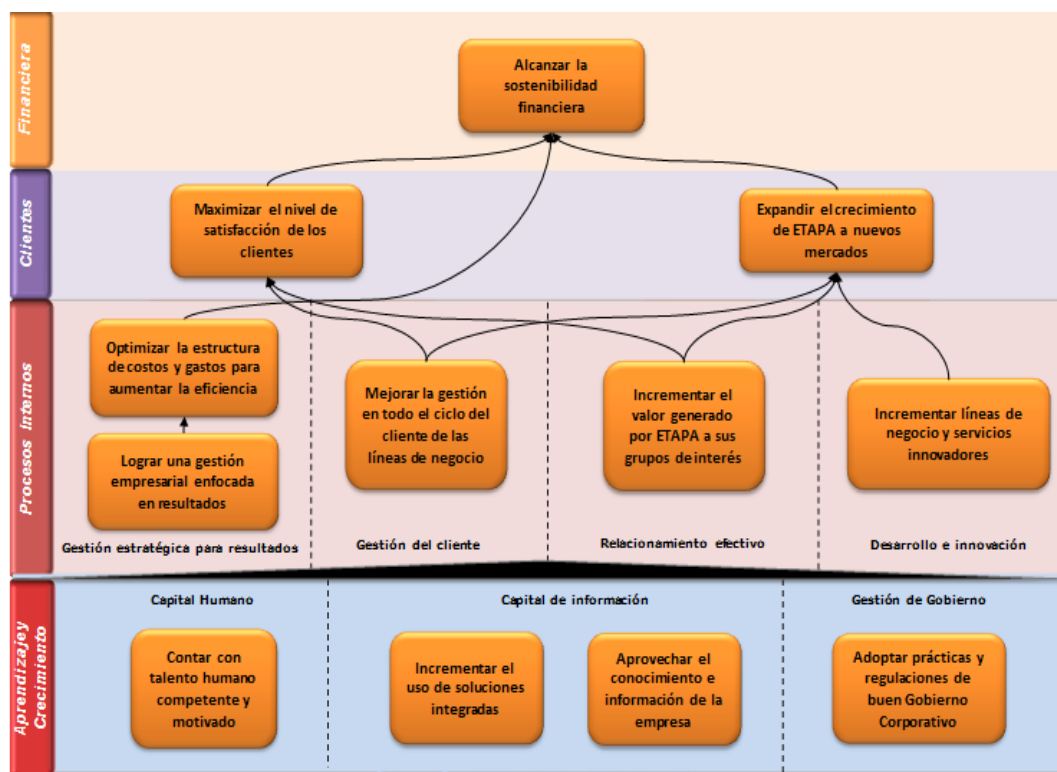 Financiera
Alcanzar la
sostenibilidad
financiera
Clientes
Maximizar el nivel de
satisfacción de los
clientes
Expandir el crecimiento
de ETAPA a nuevos
mercados
Procesos Internos
Optimizar la estructura
de costos y gastos para
aumentar la eficiencia
Lograr una gestión
empresarial enfocada
en resultados
Gestión estratégica para resultados
Mejorar la gestión
en todo el ciclo del
cliente de las
líneas de negocio
Gestión del cliente
Incrementar el
valor generado
por ETAPA a sus
grupos de interés
Relacionamiento efectivo
Incrementar líneas de
negocio y servicios
innovadores
Desarrollo e innovación
Aprendizaje y
Crecimiento
Capital Humano
Contar con
talento humano
competente y
motivado
Capital de información
Incrementar el
uso de soluciones
integradas
Aprovechar el
conocimiento e
información de la
empresa
Gestión de Gobierno
Adoptar prácticas y
regulaciones de
buen Gobierno
Corporativo